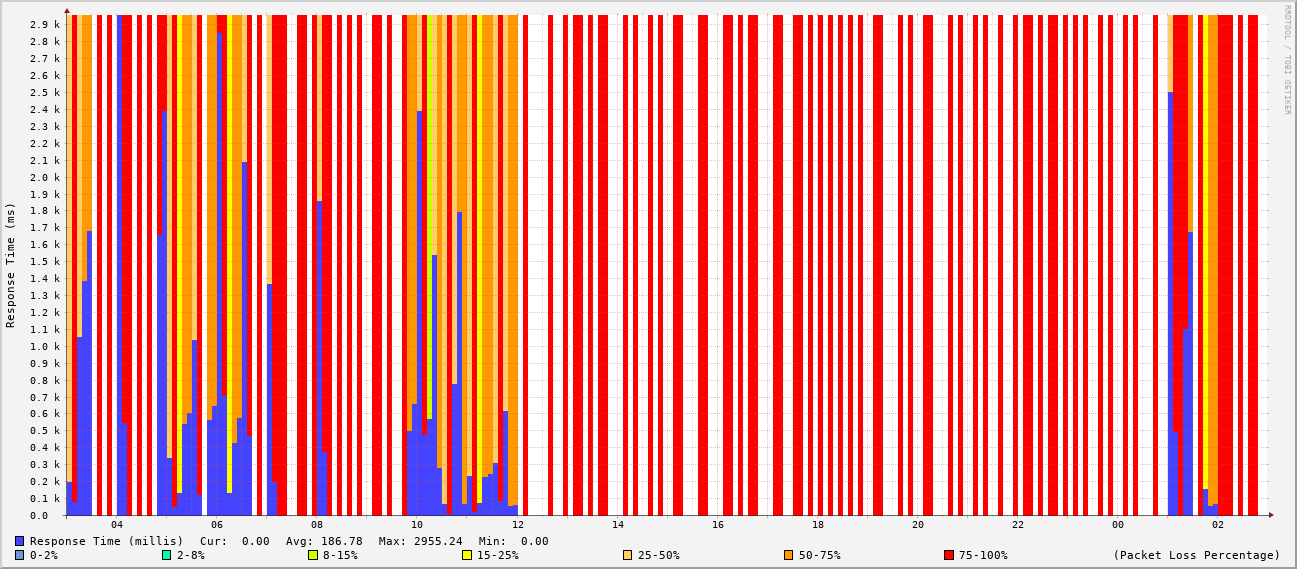 RRDTOOL / TOBI OETIKER
Response Time (ms)
2.9 k
2.8 k
2.7 k
2.6 k
2.5 k
2.4 k
2.3 k
2.2 k
2.1 k
2.0 k
1.9 k
1.8 k
1.7 k
1.6 k
1.5 k
1.4 k
1.3 k
1.2 k
1.1 k
1.0 k
0.9 k
0.8 k
0.7 k
0.6 k
0.5 k
0.4 k
0.3 k
0.2 k
0.1 k
0.0
04 06 08 10 12 14 16 18 20 22 00 02
Response Time (millis) Cur: 0.00 Avg: 186.78 Max: 2955.24 Min: 0.00
0-2% 2-8% 8-15% 15-25% 25-50% 50-75% 75-100% (Packet Loss Percentage)